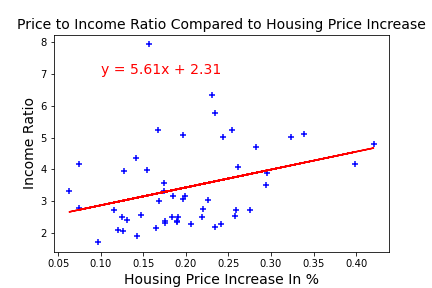 Price to Income Ratio Compared to Housing Price Increase
8
7
6
5
4
3
2
y = 5.61x + 2.31
Income Ratio
0.05 0.10 0.15 0.20 0.25 0.30 0.35 0.40
Housing Price Increase In %